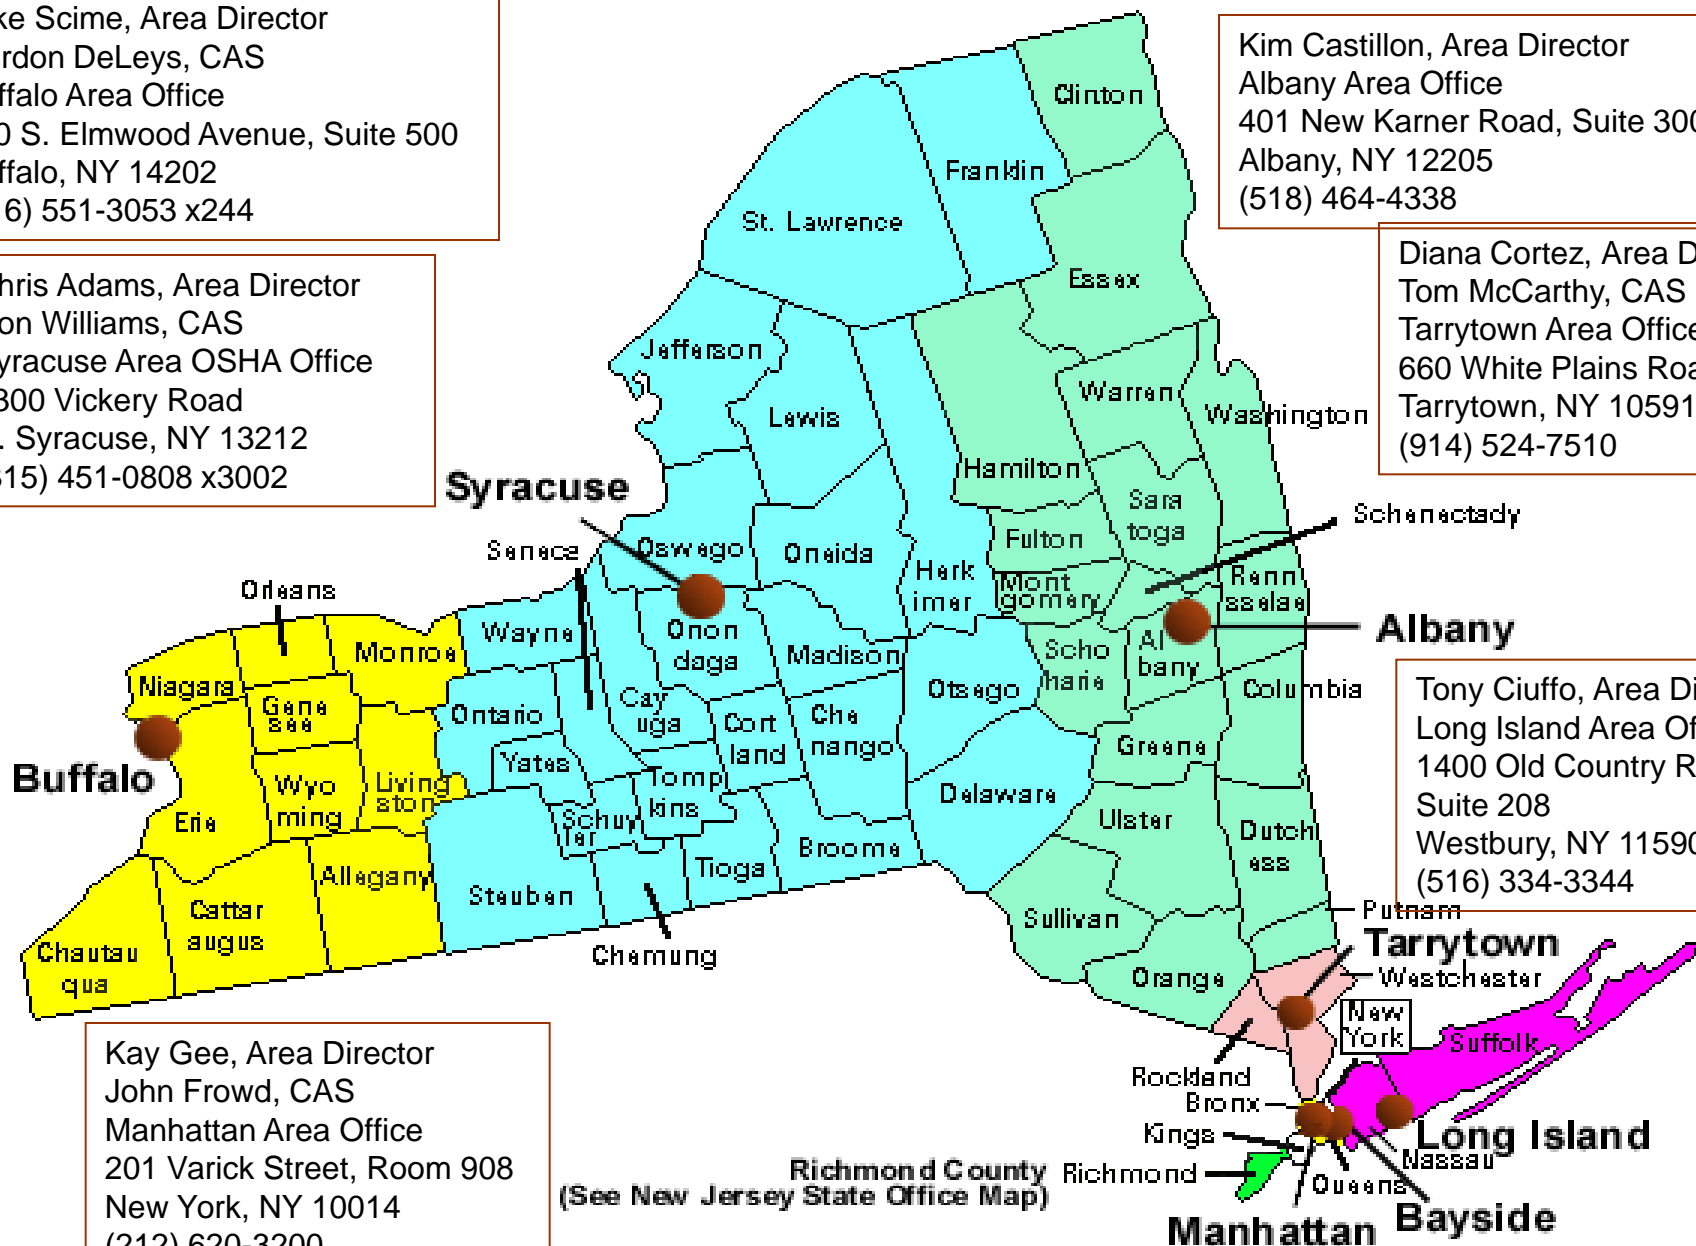 ke Scime, Area Director
rdon DeLeys, CAS
ffalo Area Office
0 S. Elmwood Avenue, Suite 500
ffalo, NY 14202
6) 551-3053 x244
hris Adams, Area Director
on Williams, CAS
yracuse Area OSHA Office
300 Vickery Road
. Syracuse, NY 13212
315) 451-0808 x3002
Kim Castillon, Area Director
Albany Area Office
401 New Karner Road, Suite 300
Albany, NY 12205
(518) 464-4338
Diana Cortez, Area D
Tom McCarthy, CAS
Tarrytown Area Office
660 White Plains Roa
Tarrytown, NY 10591
(914) 524-7510
Tony Ciuffo, Area Di
Long Island Area Of
1400 Old Country R
Suite 208
Westbury, NY 11590
(516) 334-3344
Kay Gee, Area Director
John Frowd, CAS
Manhattan Area Office
201 Varick Street, Room 908
New York, NY 10014
(212) 620-3200
Clinton
Franklin
St. Lawrence
Essex
Jefferson
Lewis
Warren
Washington
Hamilton
Syracuse
Sara
toga
Schenectady
Seneca
Oswego
Oneida
Fulton
Herk
imer
Mont
gomery
Renn
sselae
Orleans
Albany
Wayne
Onon
daga
Monroe
Madison
Scho
harie
Al
bany
Niagara
Gene
see
Ontario
Cay
uga
Cort
land
Che
nango
Otsego
Columbia
Buffalo
Greene
Yates
Wyo
ming
Living
ston
Tomp
kins
Delaware
Erie
Schuy
ler
Ulster
Dutch
ess
Broome
Tioga
Allegany
Steuben
Cattar
augus
Sullivan
Putnam
Tarrytown
Chautau
qua
Chemung
Orange
Westchester
New
York
Suffolk
Rockland
Bronx
Kings
Long Island
Nassau
Richmond County
(See New Jersey State Office Map)
Richmond
Queens
Manhattan
Bayside